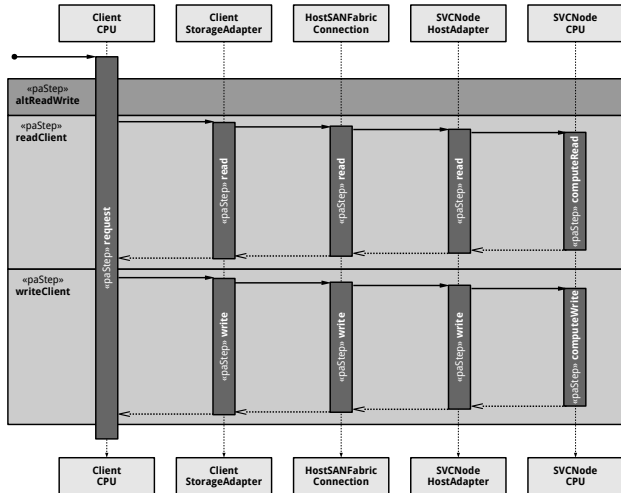 Client
CPU
Client
StorageAdapter
HostSANFabric
Connection
SVCNode
HostAdapter
SVCNode
CPU
«paStep»
altReadWrite
«paStep»
readClient
«paStep» request
«paStep» read
«paStep» read
«paStep» read
«paStep» computeRead
«paStep»
writeClient
«paStep» write
«paStep» write
«paStep» write
«paStep» computeWrite
Client
CPU
Client
StorageAdapter
HostSANFabric
Connection
SVCNode
HostAdapter
SVCNode
CPU